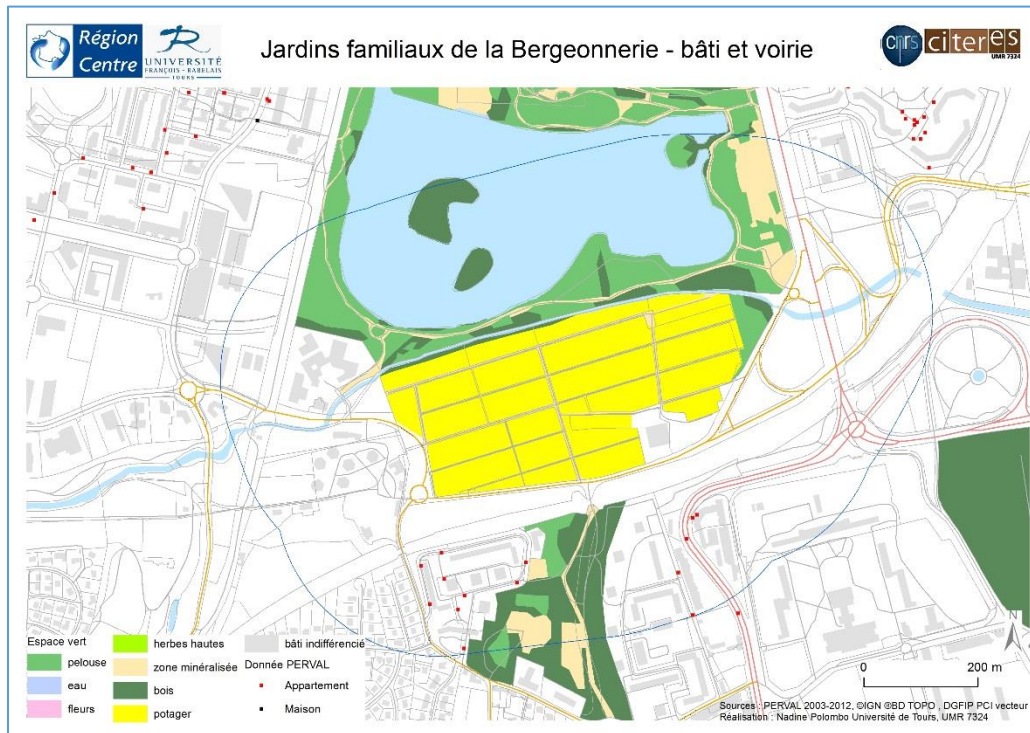 Région
Centre
UNIVERSITÉ
FRANÇOIS - RABELAIS
TOURS
Jardins familiaux de la Bergeonnerie - bâti et voirie
cnrs
citeres
UMR 7324
N
Espace vert
pelouse
eau
fleurs
herbes hautes
zone minéralisée
bois
potager
bâti indifférencié
Donnée PERVAL
Appartement
Maison
0 200 m
Sources : PERVAL 2003-2012, ©IGN ©BD TOPO , DGFIP PCI vecteur
Réalisation : Nadine Polombo Université de Tours, UMR 7324